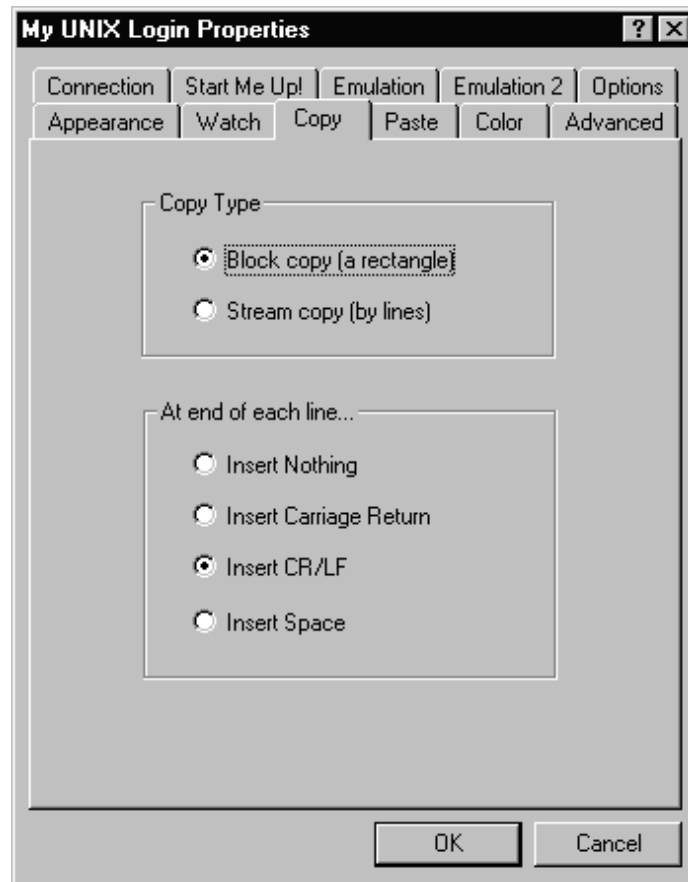 My UNIX Login Properties
Connection Start Me Up! Emulation Emulation 2 Options
Appearance Watch Copy Paste Color Advanced
Copy Type
Block copy (a rectangle)
Stream copy (by lines)
At end of each line...
Insert Nothing
Insert Carriage Return
Insert CR/LF
Insert Space
OK Cancel